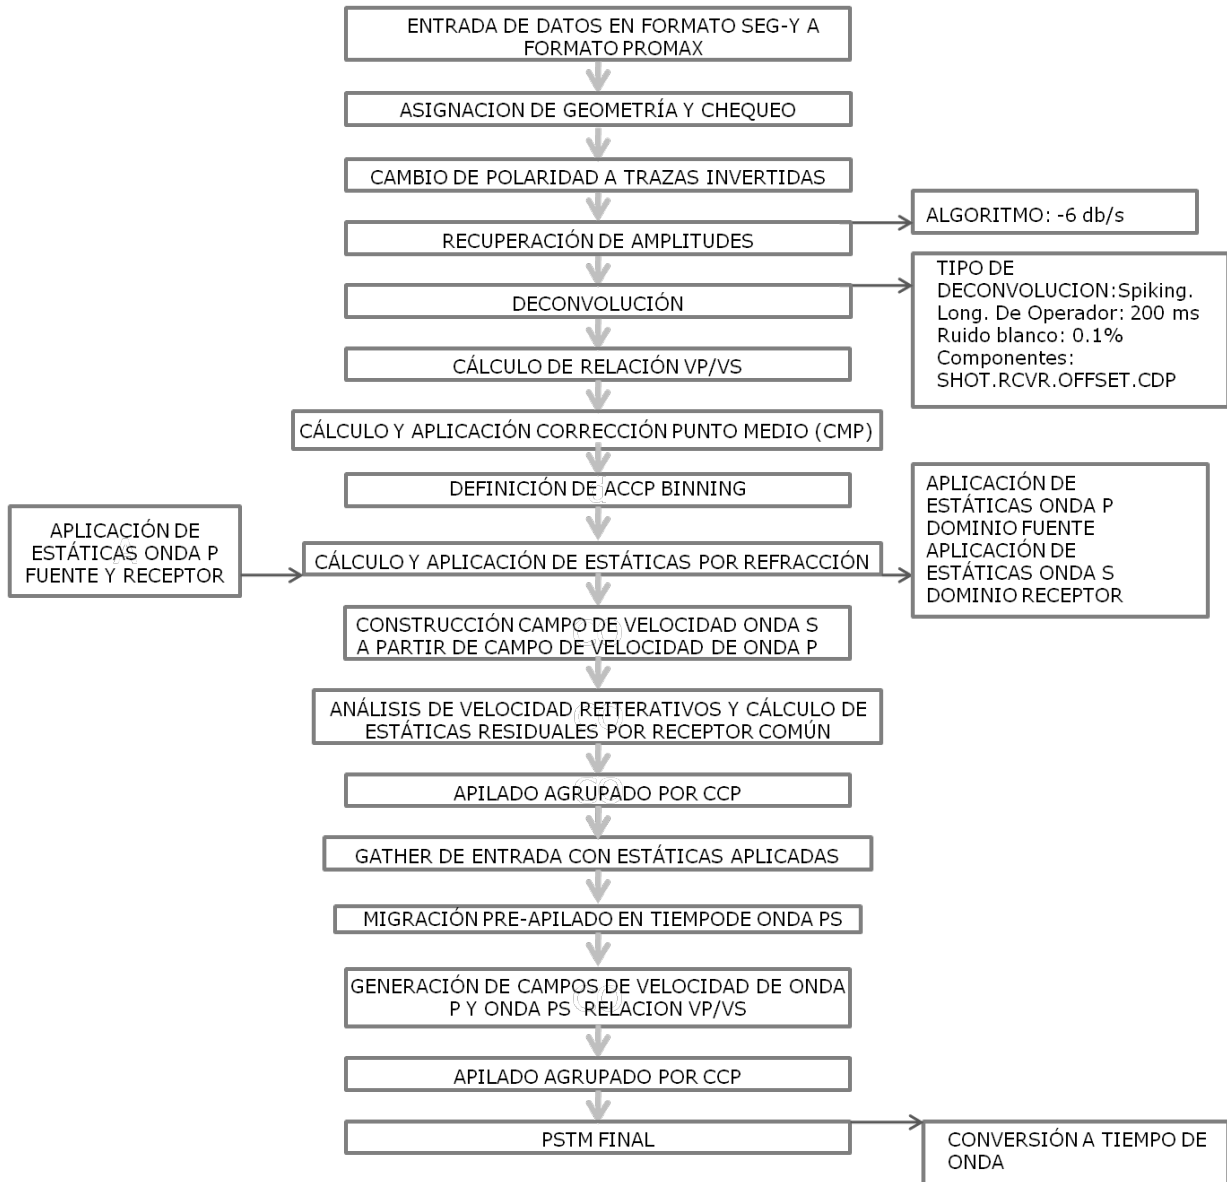 ENTRADA DE DATOS EN FORMATO SEG-Y A
FORMATO PROMAX
ASIGNACION DE GEOMETRÍA Y CHEQUEO
CAMBIO DE POLARIDAD A TRAZAS INVERTIDAS
RECUPERACIÓN DE AMPLITUDES
ALGORITMO: -6 db/s
DECONVOLUCIÓN
TIPO DE
DECONVOLUCION:Spiking.
Long. De Operador: 200 ms
Ruido blanco: 0.1%
Componentes:
SHOT.RCVR.OFFSET.CDP
CÁLCULO DE RELACIÓN VP/VS
CÁLCULO Y APLICACIÓN CORRECCIÓN PUNTO MEDIO (CMP)
DEFINICIÓN DE ACCP BINNING
APLICACIÓN DE
ESTÁTICAS ONDA P
FUENTE Y RECEPTOR
CÁLCULO Y APLICACIÓN DE ESTÁTICAS POR REFRACCIÓN
APLICACIÓN DE
ESTÁTICAS ONDA P
DOMINIO FUENTE
APLICACIÓN DE
ESTÁTICAS ONDA S
DOMINIO RECEPTOR
CONSTRUCCIÓN CAMPO DE VELOCIDAD ONDA S
A PARTIR DE CAMPO DE VELOCIDAD DE ONDA P
ANÁLISIS DE VELOCIDAD REITERATIVOS Y CÁLCULO DE
ESTÁTICAS RESIDUALES POR RECEPTOR COMÚN
APILADO AGRUPADO POR CCP
GATHER DE ENTRADA CON ESTÁTICAS APLICADAS
MIGRACIÓN PRE-APILADO EN TIEMPODE ONDA PS
GENERACIÓN DE CAMPOS DE VELOCIDAD DE ONDA
P Y ONDA PS RELACION VP/VS
APILADO AGRUPADO POR CCP
PSTM FINAL
CONVERSIÓN A TIEMPO DE
ONDA